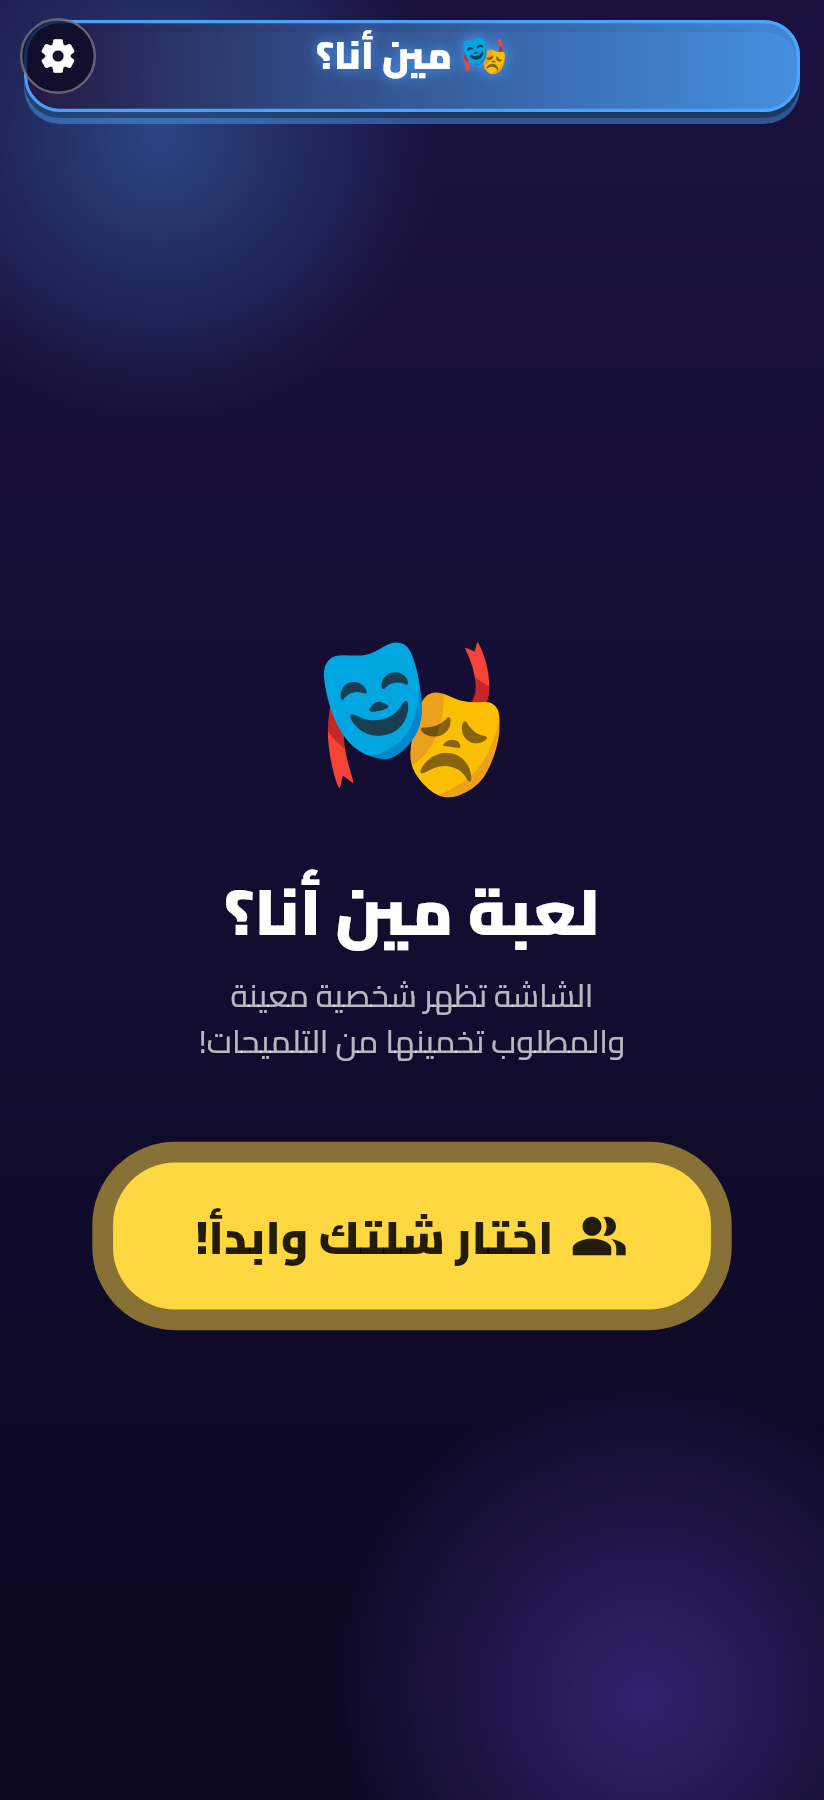 🎭 مين أنا؟
لعبة مين أنا؟
الشاشة تظهر شخصية معينة
والمطلوب تخمينها من التلميحات!
اختار شلتك وابدأ!